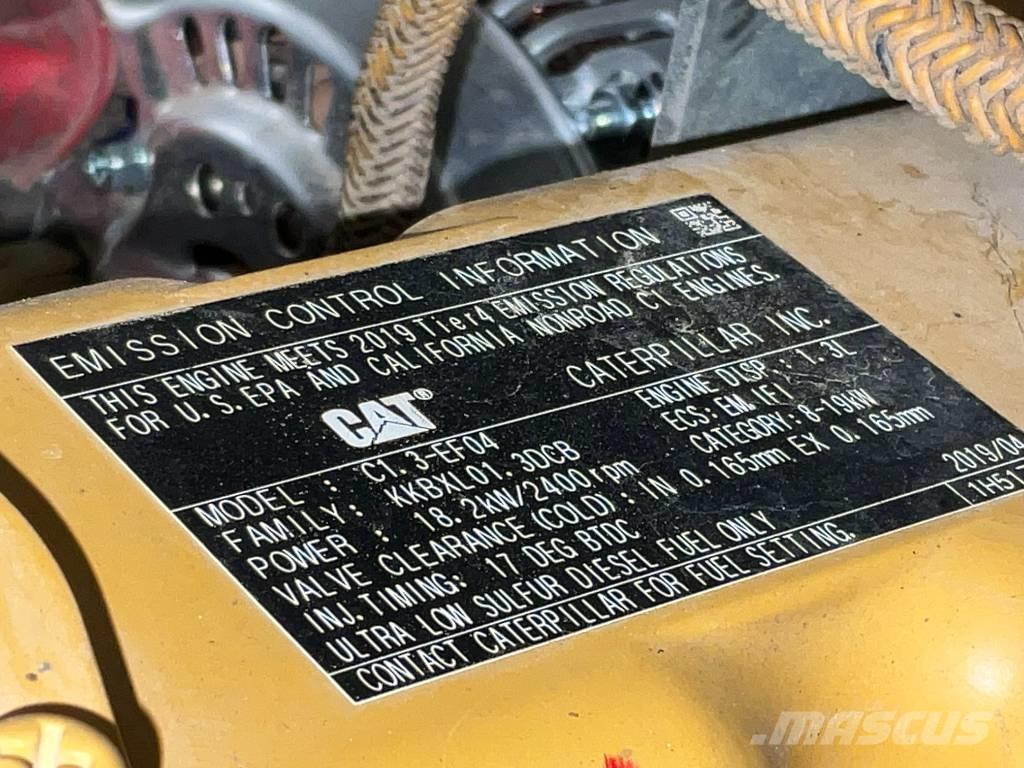 EMISSION CONTROL INFORMATION
THIS ENGINE MEETS 2019 Tier4 EMISSION REGULATIONS
FOR U.S.EPA AND CALIFORNIA NONROAD CI ENGINES.
CAT® CATERPILLAR INC.
MODEL : C1.3-EF04 ENGINE DISP.: 1.3L
FAMILY: KKBXL01.3DCB ECS: EM IFI
POWER : 18.2kW/2400rpm CATEGORY: 8-19kW
VALVE CLEARANCE (COLD): IN 0.165mm EX 0.165mm
INJ.TIMING: 17 DEG BTDC 2019/04
ULTRA LOW SULFUR DIESEL FUEL ONLY 1H517
CONTACT CATERPILLAR FOR FUEL SETTING.
MASCUS